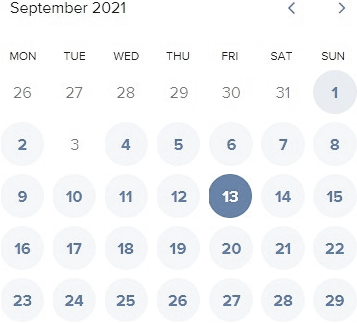 September 2021
MON TUE WED THU FRI SAT SUN
26 27 28 29 30 31 1
2 3 4 5 6 7 8
9 10 11 12 13 14 15
16 17 18 19 20 21 22
23 24 25 26 27 28 29